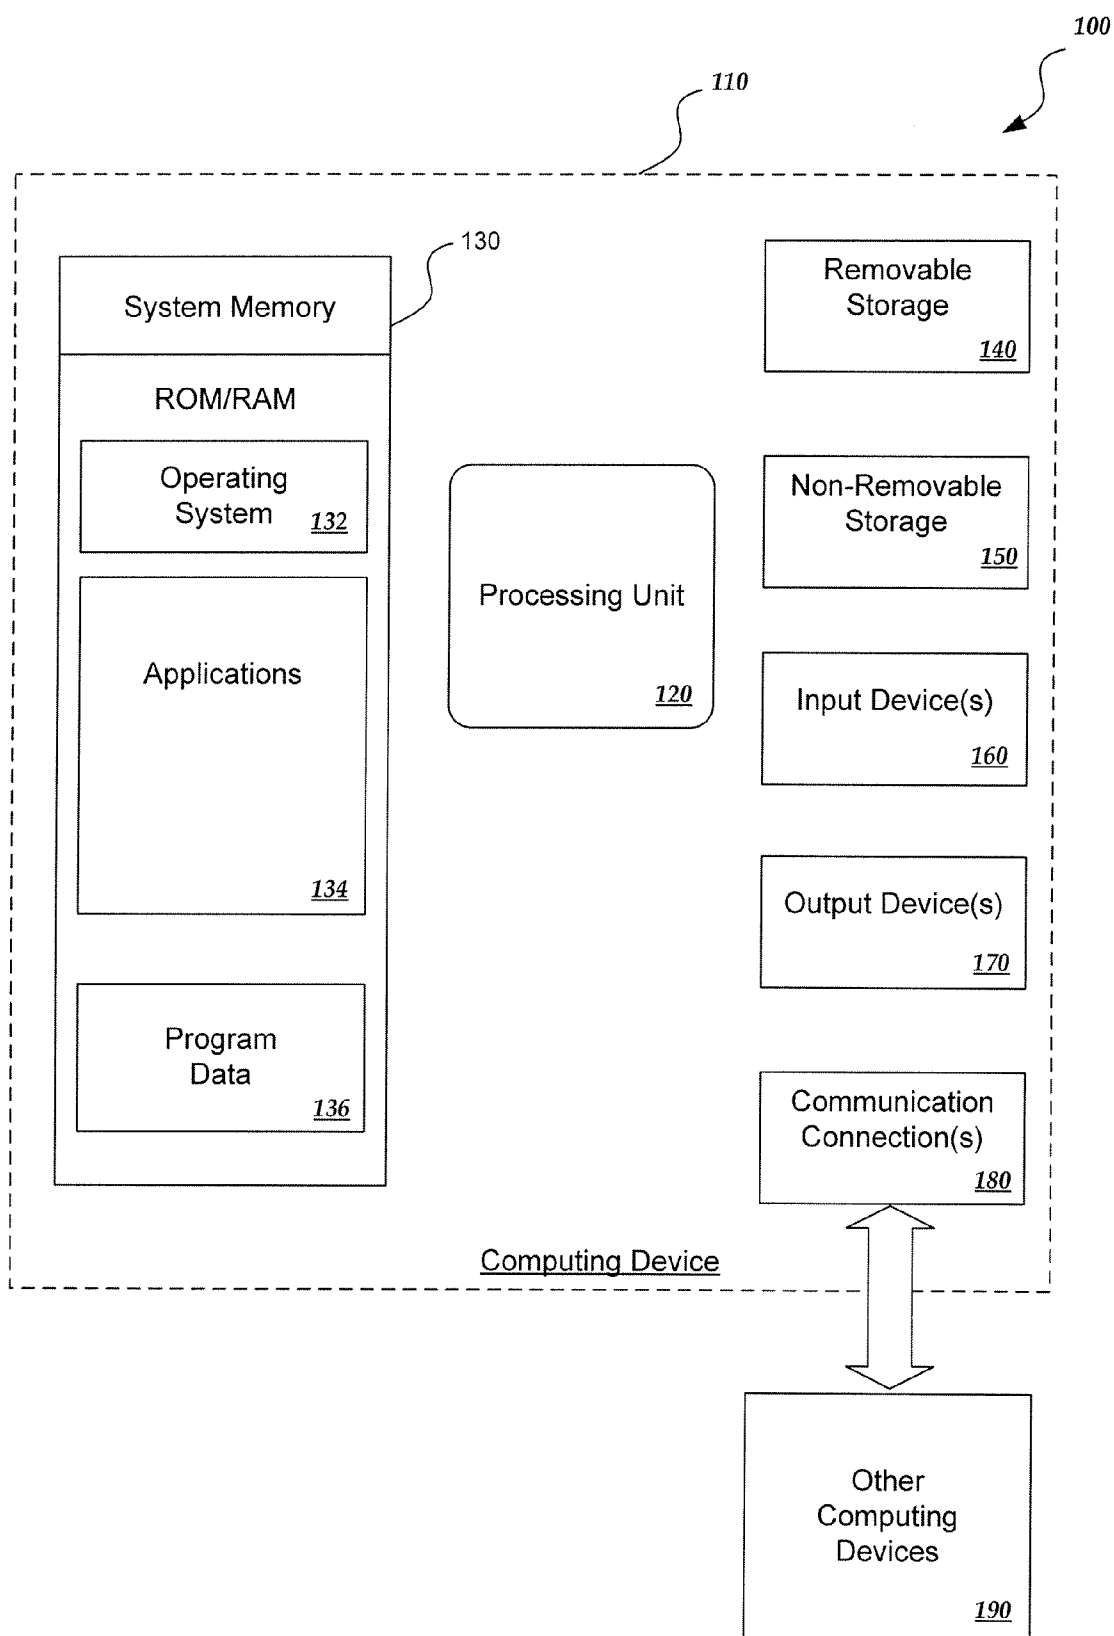 100
110
130
System Memory
ROM/RAM
Operating
System
132
Applications
134
Program
Data
136
Processing Unit
120
Removable
Storage
140
Non-Removable
Storage
150
Input Device(s)
160
Output Device(s)
170
Communication
Connection(s)
180
Computing Device
Other
Computing
Devices
190